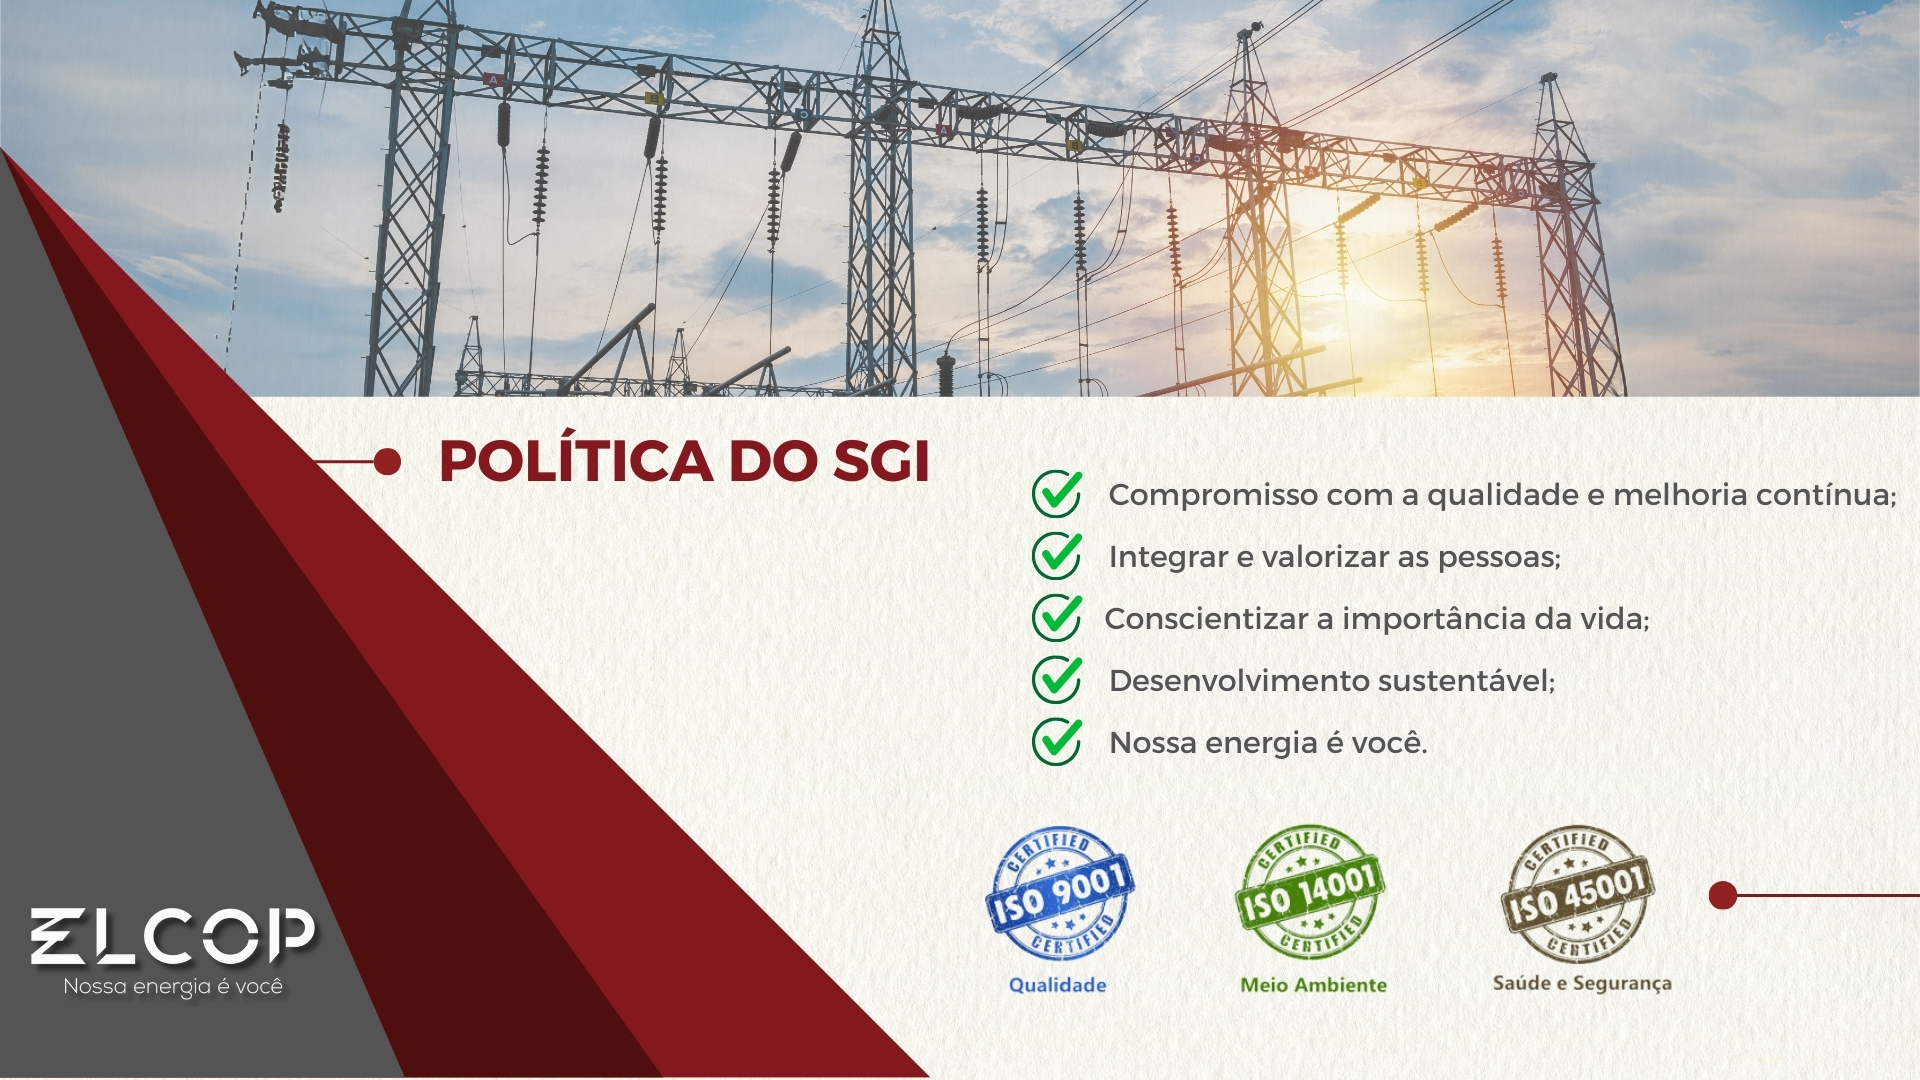 POLÍTICA DO SGI
Compromisso com a qualidade e melhoria contínua;
Integrar e valorizar as pessoas;
Conscientizar a importância da vida;
Desenvolvimento sustentável;
Nossa energia é você.
CERTIFIED
ISO 9001
CERTIFIED
Qualidade
CERTIFIED
ISO 14001
CERTIFIED
Meio Ambiente
CERTIFIED
ISO 45001
CERTIFIED
Saúde e Segurança
ELCOP
Nossa energia é você